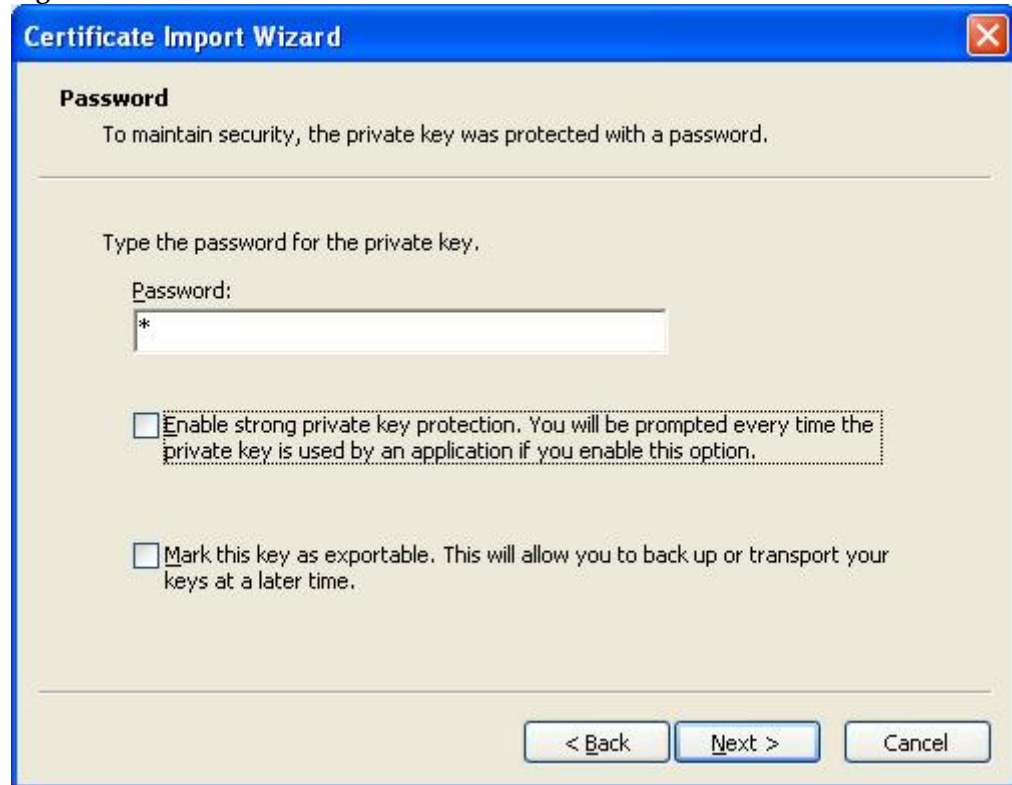 Certificate Import Wizard
Password
To maintain security, the private key was protected with a password.
Type the password for the private key.
Password:
*
Enable strong private key protection. You will be prompted every time the
private key is used by an application if you enable this option.
Mark this key as exportable. This will allow you to back up or transport your
keys at a later time.
< Back Next > Cancel